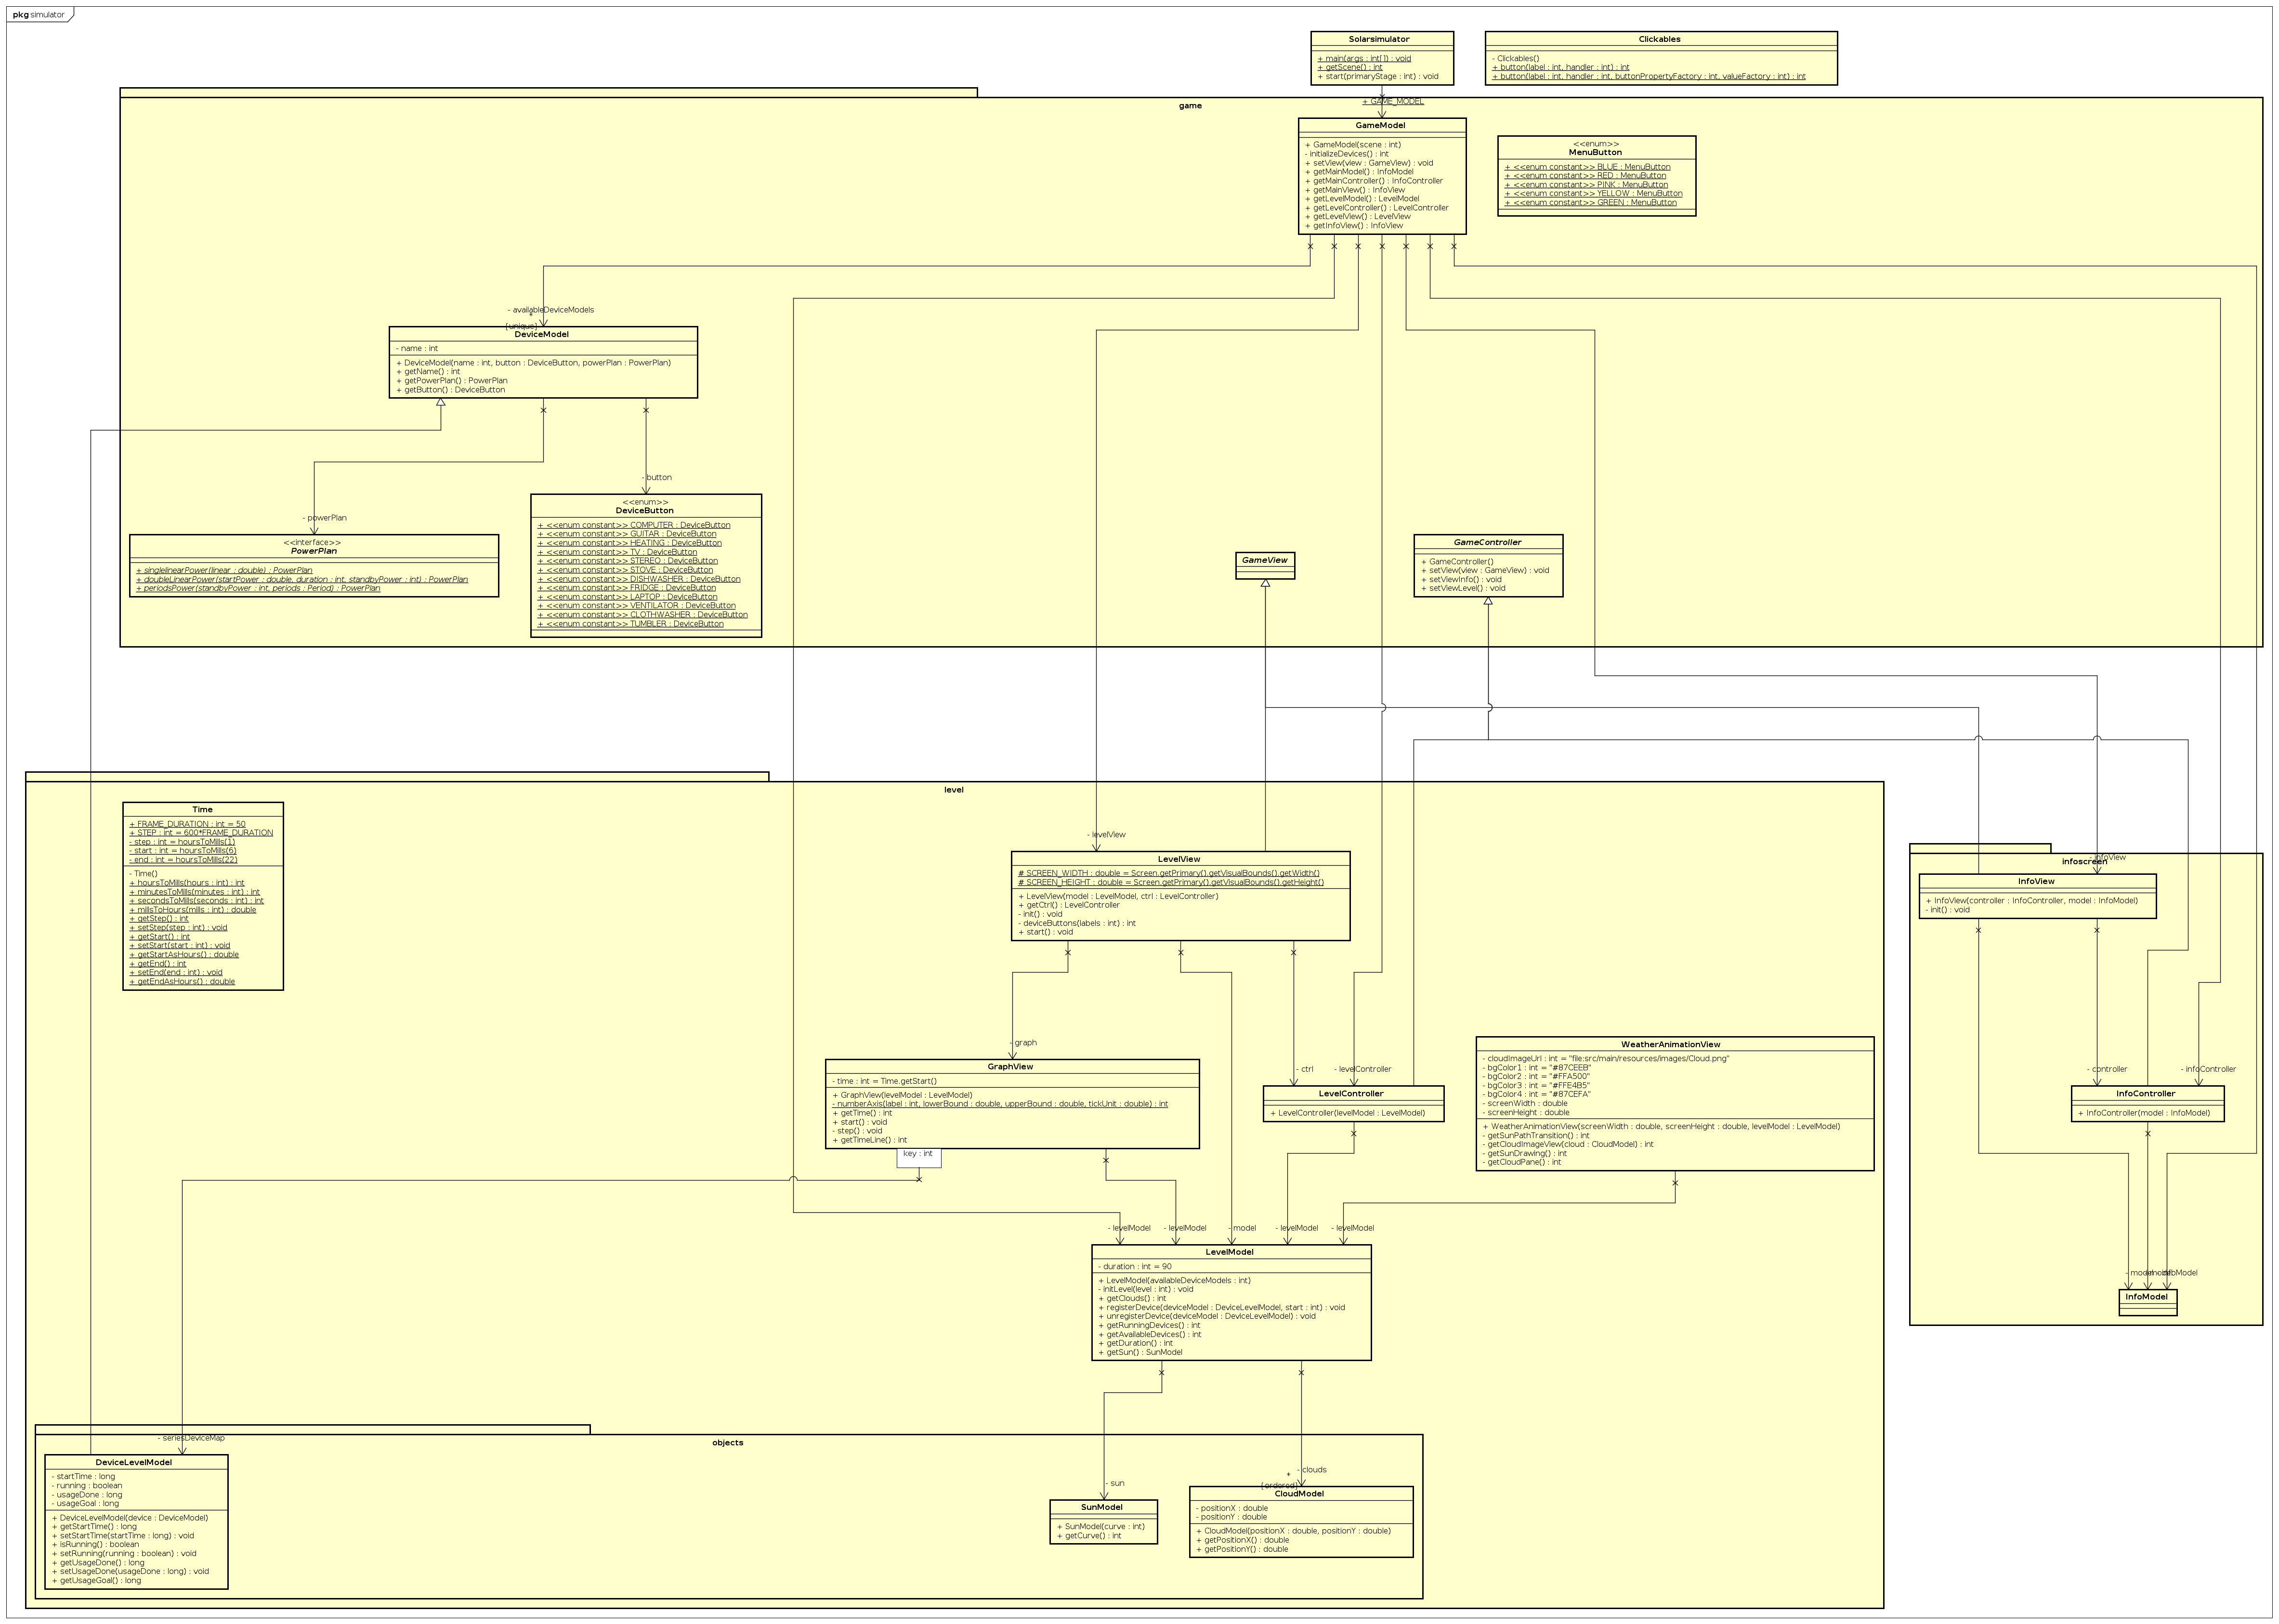 pkg simulator
Solarsimulator
+ main(args : int[]) : void
+ getScene() : int
+ start(primaryStage : int) : void
Clickables
- Clickables()
+ button(label : int, handler : int) : int
+ button(label : int, handler : int, buttonPropertyFactory : int, valueFactory : int) : int
+ GAME_MODEL
game
GameModel
+ GameModel(scene : int)
- initializeDevices() : int
+ setView(view : GameView) : void
+ getMainModel() : InfoModel
+ getMainController() : InfoController
+ getMainView() : InfoView
+ getLevelModel() : LevelModel
+ getLevelController() : LevelController
+ getLevelView() : LevelView
+ getInfoView() : InfoView
<<enum>>
MenuButton
+ <<enum constant>> BLUE : MenuButton
+ <<enum constant>> RED : MenuButton
+ <<enum constant>> PINK : MenuButton
+ <<enum constant>> YELLOW : MenuButton
+ <<enum constant>> GREEN : MenuButton
- availableDeviceModels
*
{unique}
DeviceModel
- name : int
+ DeviceModel(name : int, button : DeviceButton, powerPlan : PowerPlan)
+ getName() : int
+ getPowerPlan() : PowerPlan
+ getButton() : DeviceButton
- button
- powerPlan
<<interface>>
PowerPlan
+ singlelinearPower(linear : double) : PowerPlan
+ doubleLinearPower(startPower : double, duration : int, standbyPower : int) : PowerPlan
+ periodsPower(standbyPower : int, periods : Period) : PowerPlan
<<enum>>
DeviceButton
+ <<enum constant>> COMPUTER : DeviceButton
+ <<enum constant>> GUITAR : DeviceButton
+ <<enum constant>> HEATING : DeviceButton
+ <<enum constant>> TV : DeviceButton
+ <<enum constant>> STEREO : DeviceButton
+ <<enum constant>> STOVE : DeviceButton
+ <<enum constant>> DISHWASHER : DeviceButton
+ <<enum constant>> FRIDGE : DeviceButton
+ <<enum constant>> LAPTOP : DeviceButton
+ <<enum constant>> VENTILATOR : DeviceButton
+ <<enum constant>> CLOTHWASHER : DeviceButton
+ <<enum constant>> TUMBLER : DeviceButton
GameView
GameController
+ GameController()
+ setView(view : GameView) : void
+ setViewInfo() : void
+ setViewLevel() : void
level
Time
+ FRAME_DURATION : int = 50
+ STEP : int = 600*FRAME_DURATION
- step : int = hoursToMills(1)
- start : int = hoursToMills(6)
- end : int = hoursToMills(22)
- Time()
+ hoursToMills(hours : int) : int
+ minutesToMills(minutes : int) : int
+ secondsToMills(seconds : int) : int
+ millsToHours(mills : int) : double
+ getStep() : int
+ setStep(step : int) : void
+ getStart() : int
+ setStart(start : int) : void
+ getStartAsHours() : double
+ getEnd() : int
+ setEnd(end : int) : void
+ getEndAsHours() : double
- levelView
LevelView
# SCREEN_WIDTH : double = Screen.getPrimary().getVisualBounds().getWidth()
# SCREEN_HEIGHT : double = Screen.getPrimary().getVisualBounds().getHeight()
+ LevelView(model : LevelModel, ctrl : LevelController)
+ getCtrl() : LevelController
- init() : void
- deviceButtons(labels : int) : int
+ start() : void
infoscreen
- infoView
InfoView
+ InfoView(controller : InfoController, model : InfoModel)
- init() : void
- graph
GraphView
- time : int = Time.getStart()
+ GraphView(levelModel : LevelModel)
- numberAxis(label : int, lowerBound : double, upperBound : double, tickUnit : double) : int
+ getTime() : int
+ start() : void
- step() : void
+ getTimeLine() : int
key : int
- ctrl
- levelController
LevelController
+ LevelController(levelModel : LevelModel)
WeatherAnimationView
- cloudImageUrl : int = "file:src/main/resources/images/Cloud.png"
- bgColor1 : int = "#87CEEB"
- bgColor2 : int = "#FFA500"
- bgColor3 : int = "#FFE4B5"
- bgColor4 : int = "#87CEFA"
- screenWidth : double
- screenHeight : double
+ WeatherAnimationView(screenWidth : double, screenHeight : double, levelModel : LevelModel)
- getSunPathTransition() : int
- getCloudImageView(cloud : CloudModel) : int
- getSunDrawing() : int
- getCloudPane() : int
- controller
- infoController
InfoController
+ InfoController(model : InfoModel)
- levelModel
- levelModel
- model
- levelModel
- levelModel
LevelModel
- duration : int = 90
+ LevelModel(availableDeviceModels : int)
- initLevel(level : int) : void
+ getClouds() : int
+ registerDevice(deviceModel : DeviceLevelModel, start : int) : void
+ unregisterDevice(deviceModel : DeviceLevelModel) : void
+ getRunningDevices() : int
+ getAvailableDevices() : int
+ getDuration() : int
+ getSun() : SunModel
- model
InfoModel
- seriesDeviceMap
objects
DeviceLevelModel
- startTime : long
- running : boolean
- usageDone : long
- usageGoal : long
+ DeviceLevelModel(device : DeviceModel)
+ getStartTime() : long
+ setStartTime(startTime : long) : void
+ isRunning() : boolean
+ setRunning(running : boolean) : void
+ getUsageDone() : long
+ setUsageDone(usageDone : long) : void
+ getUsageGoal() : long
- sun
SunModel
+ SunModel(curve : int)
+ getCurve() : int
- clouds
*
{ordered}
CloudModel
- positionX : double
- positionY : double
+ CloudModel(positionX : double, positionY : double)
+ getPositionX() : double
+ getPositionY() : double